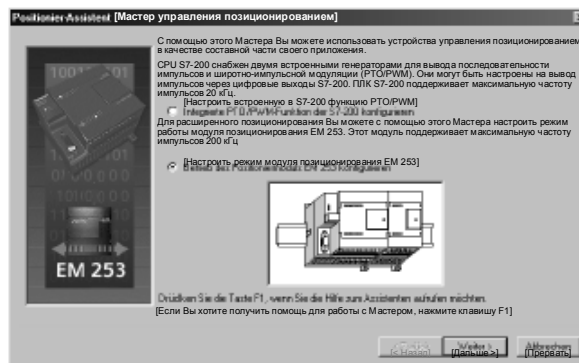 Positionier-Assistent [Мастер управления позиционированием]
С помощью этого Мастера Вы можете использовать устройства управления позиционированием
в качестве составной части своего приложения.
CPU S7-200 снабжен двумя встроенными генераторами для вывода последовательности
импульсов и широтно-импульсной модуляции (PTO/PWM). Они могут быть настроены на вывод
импульсов через цифровые выходы S7-200. ПЛК S7-200 поддерживает максимальную частоту
импульсов 20 кГц.
[Настроить встроенную в S7-200 функцию PTO/PWM]
Integrierte PTO/PWM-Funktion der S7-200 konfigurieren
Для расширенного позиционирования Вы можете с помощью этого Мастера настроить режим
работы модуля позиционирования EM 253. Этот модуль поддерживает максимальную частоту
импульсов 200 кГц
[Настроить режим модуля позиционирования EM 253]
Betrieb des Positioniermoduls EM 253 konfigurieren
EM 253
Drücken Sie die Taste F1, wenn Sie die Hilfe zum Assistenten aufrufen möchten.
[Если Вы хотите получить помощь для работы с Мастером, нажмите клавишу F1]
Weiter > Abbrechen
[< Назад] [Дальше >] [Прервать]